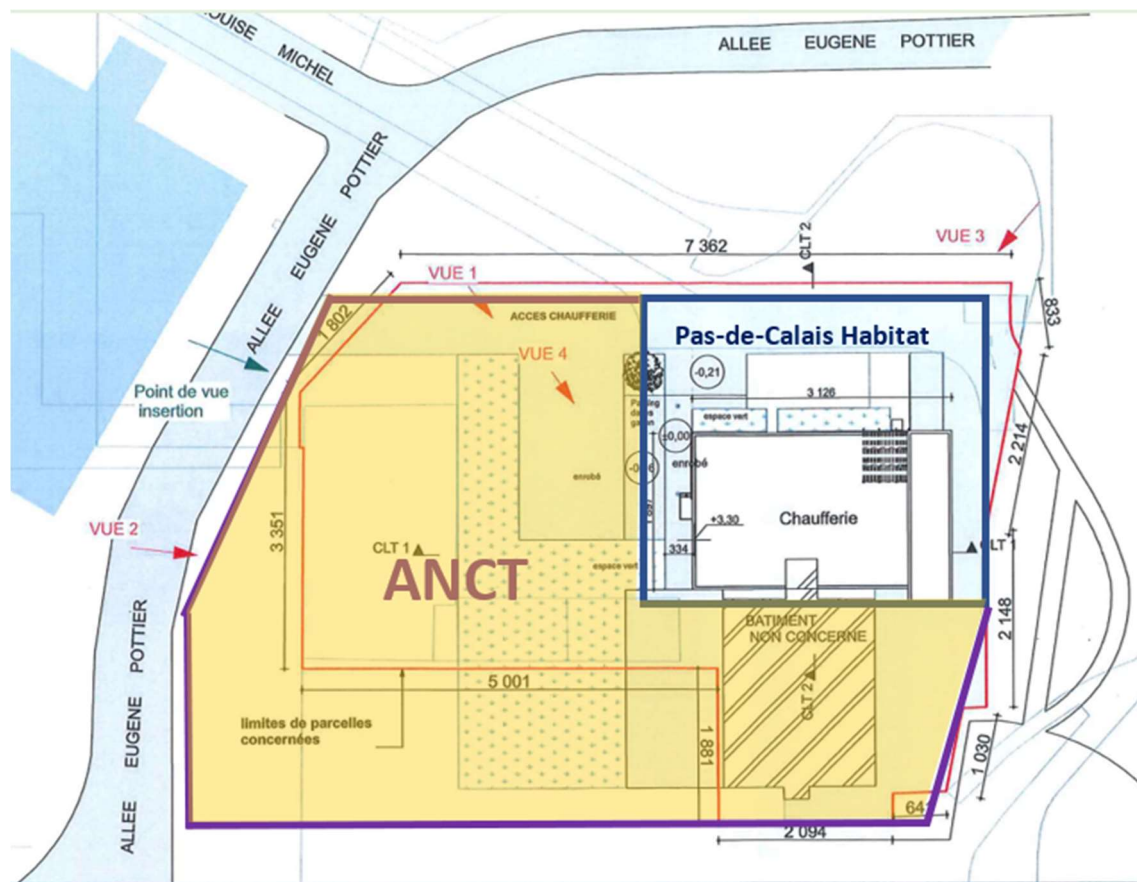 OUISE MICHEL
ALLEE EUGENE POTTIER
ALLEE EUGENE POTTIER
7 362
CLT 2
VUE 3
VUE 1
1 802
ACCES CHAUFFERIE
Pas-de-Calais Habitat
833
VUE 4
-0,21
Point de vue
insertion
3 126
espace vert
±0,00
2 214
enrobé
enrobé
VUE 2
3 351
+3,30
Chaufferie
CLT 1
334
CLT 1
ANCT
espace vert
BATIMENT
NON CONCERNE
2 148
ALLEE EUGENE POTTIER
5 001
CLT 2
limites de parcelles
concernées
1 881
1 030
641
2 094